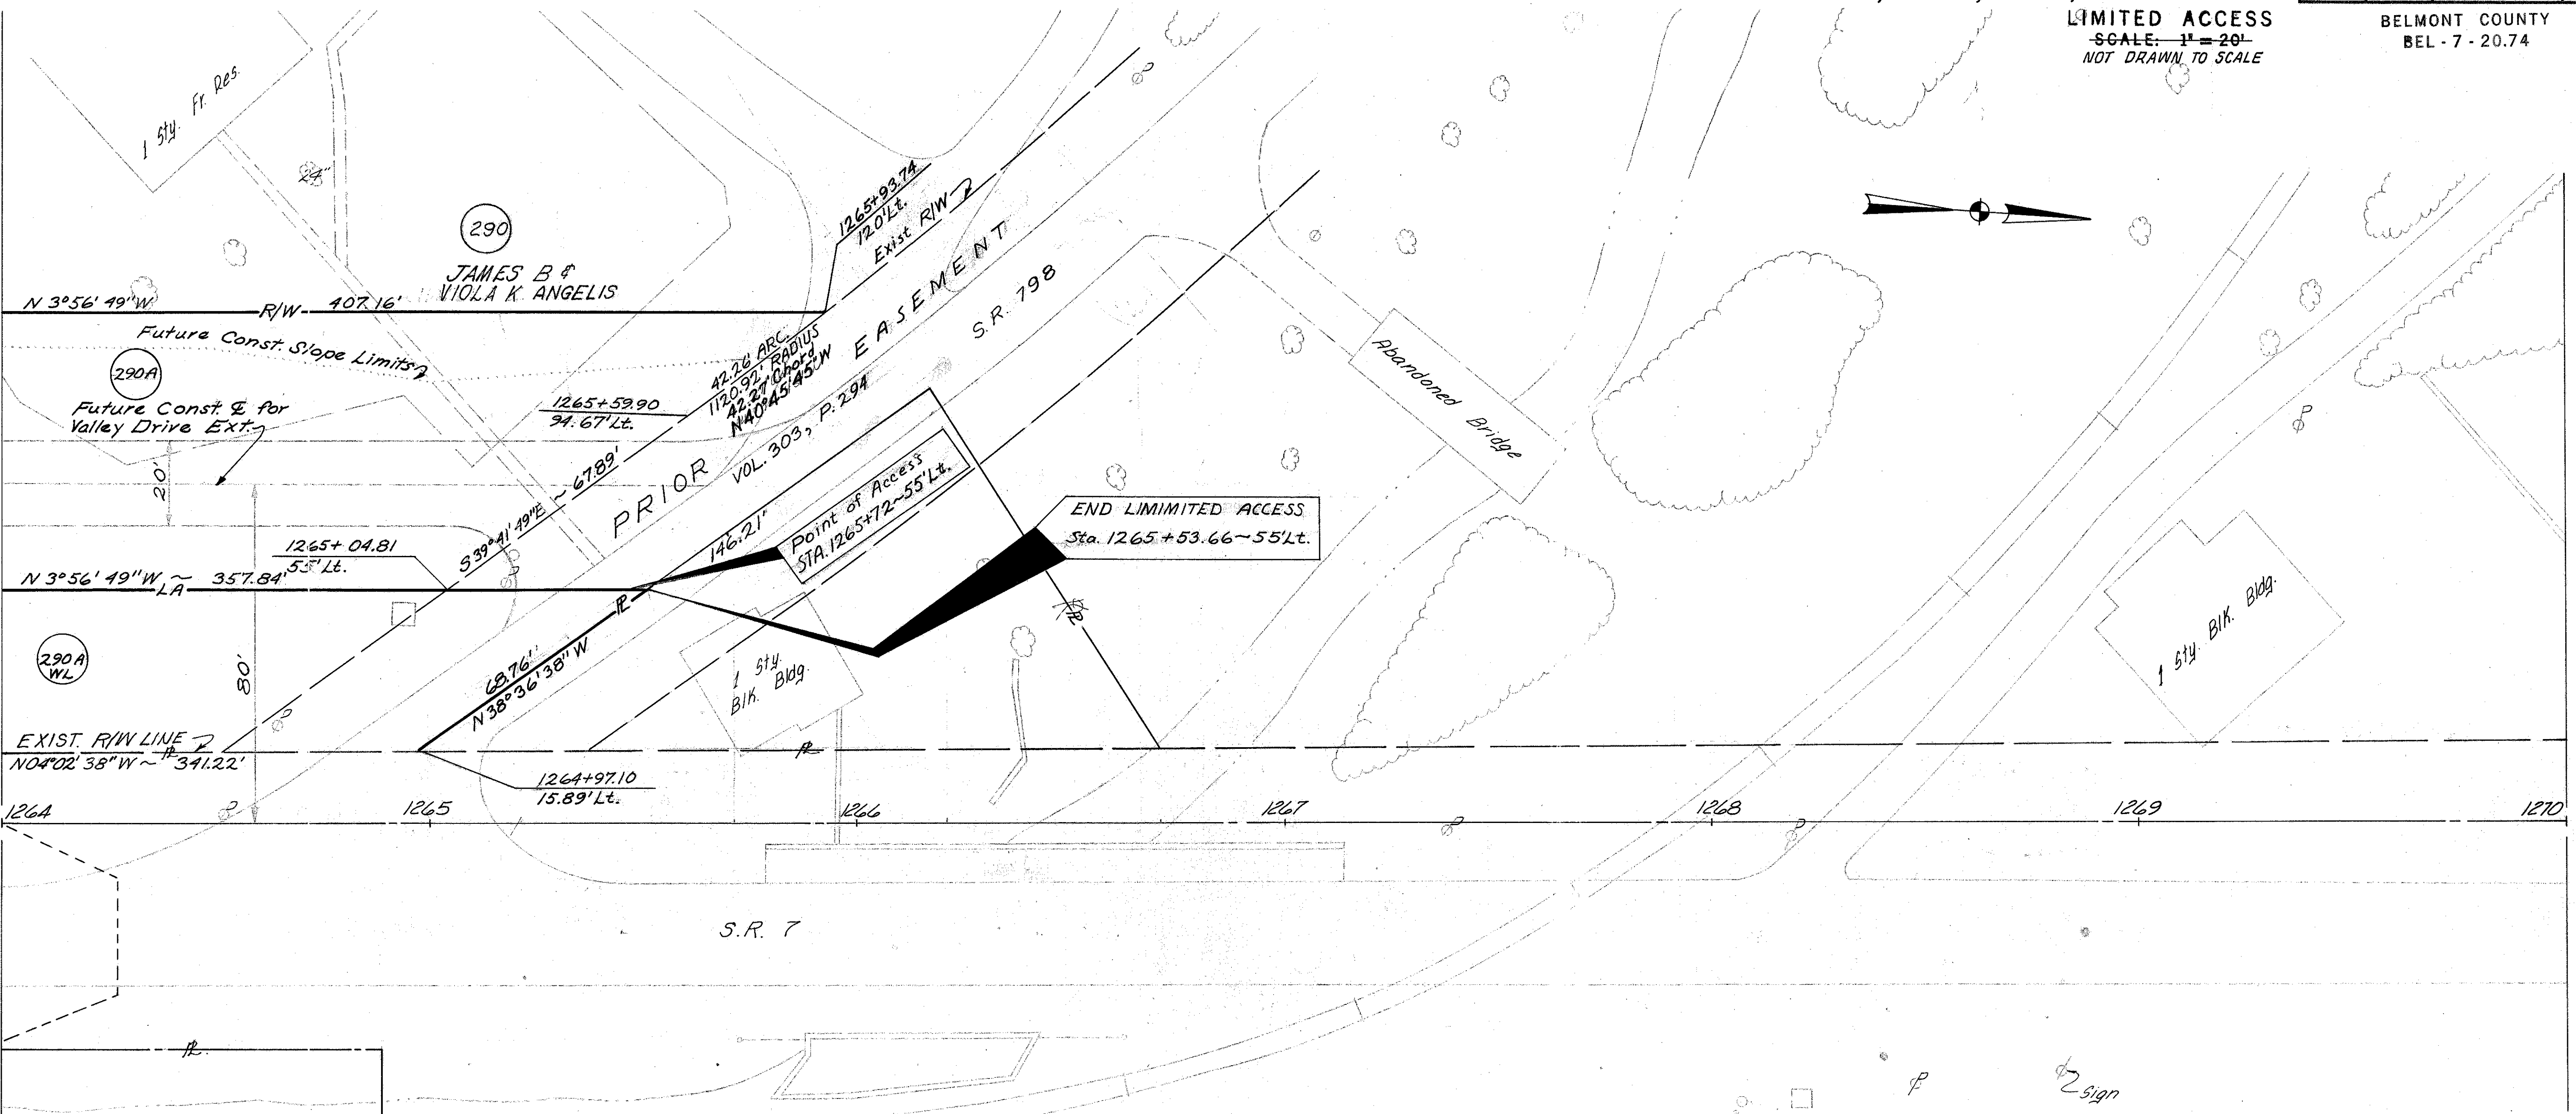 LIMITED ACCESS
SCALE: 1" = 20'
NOT DRAWN TO SCALE
BELMONT COUNTY
BEL - 7 - 20.74
1 Sty. Fr. Res.
24"
290
JAMES B &
VIOLA K. ANGELIS
1265+93.74
120' Lt.
Exist R/W
N 3°56' 49" W
R/W
407.16'
Future Const. Slope Limits
290A
Future Const. ₵ for
Valley Drive Ext.
20'
1265+59.90
94.67' Lt.
42.26' ARC
1120.92' RADIUS
42.27' Chord
N 40°45'45" W
PRIOR EASEMENT
VOL. 303, P. 294
S.R. 798
S39°41'49"E ~ 67.89'
146.21'
Point of Access
STA. 1265+72~55' Lt.
END LIMIMITED ACCESS
Sta. 1265+53.66~55' Lt.
Abandoned Bridge
1265+04.81
55' Lt.
N 3°56' 49" W ~ 357.84'
LA
PL
290A
WL
80'
68.76'
N 38°36'38" W
1 Sty.
Blk. Bldg.
PL
1 Sty. Blk. Bldg.
EXIST. R/W LINE
PL
PL
N04°02'38"W ~ 341.22'
1264+97.10
15.89' Lt.
1264
1265
1266
1267
1268
1269
1270
S.R. 7
PL
Sign